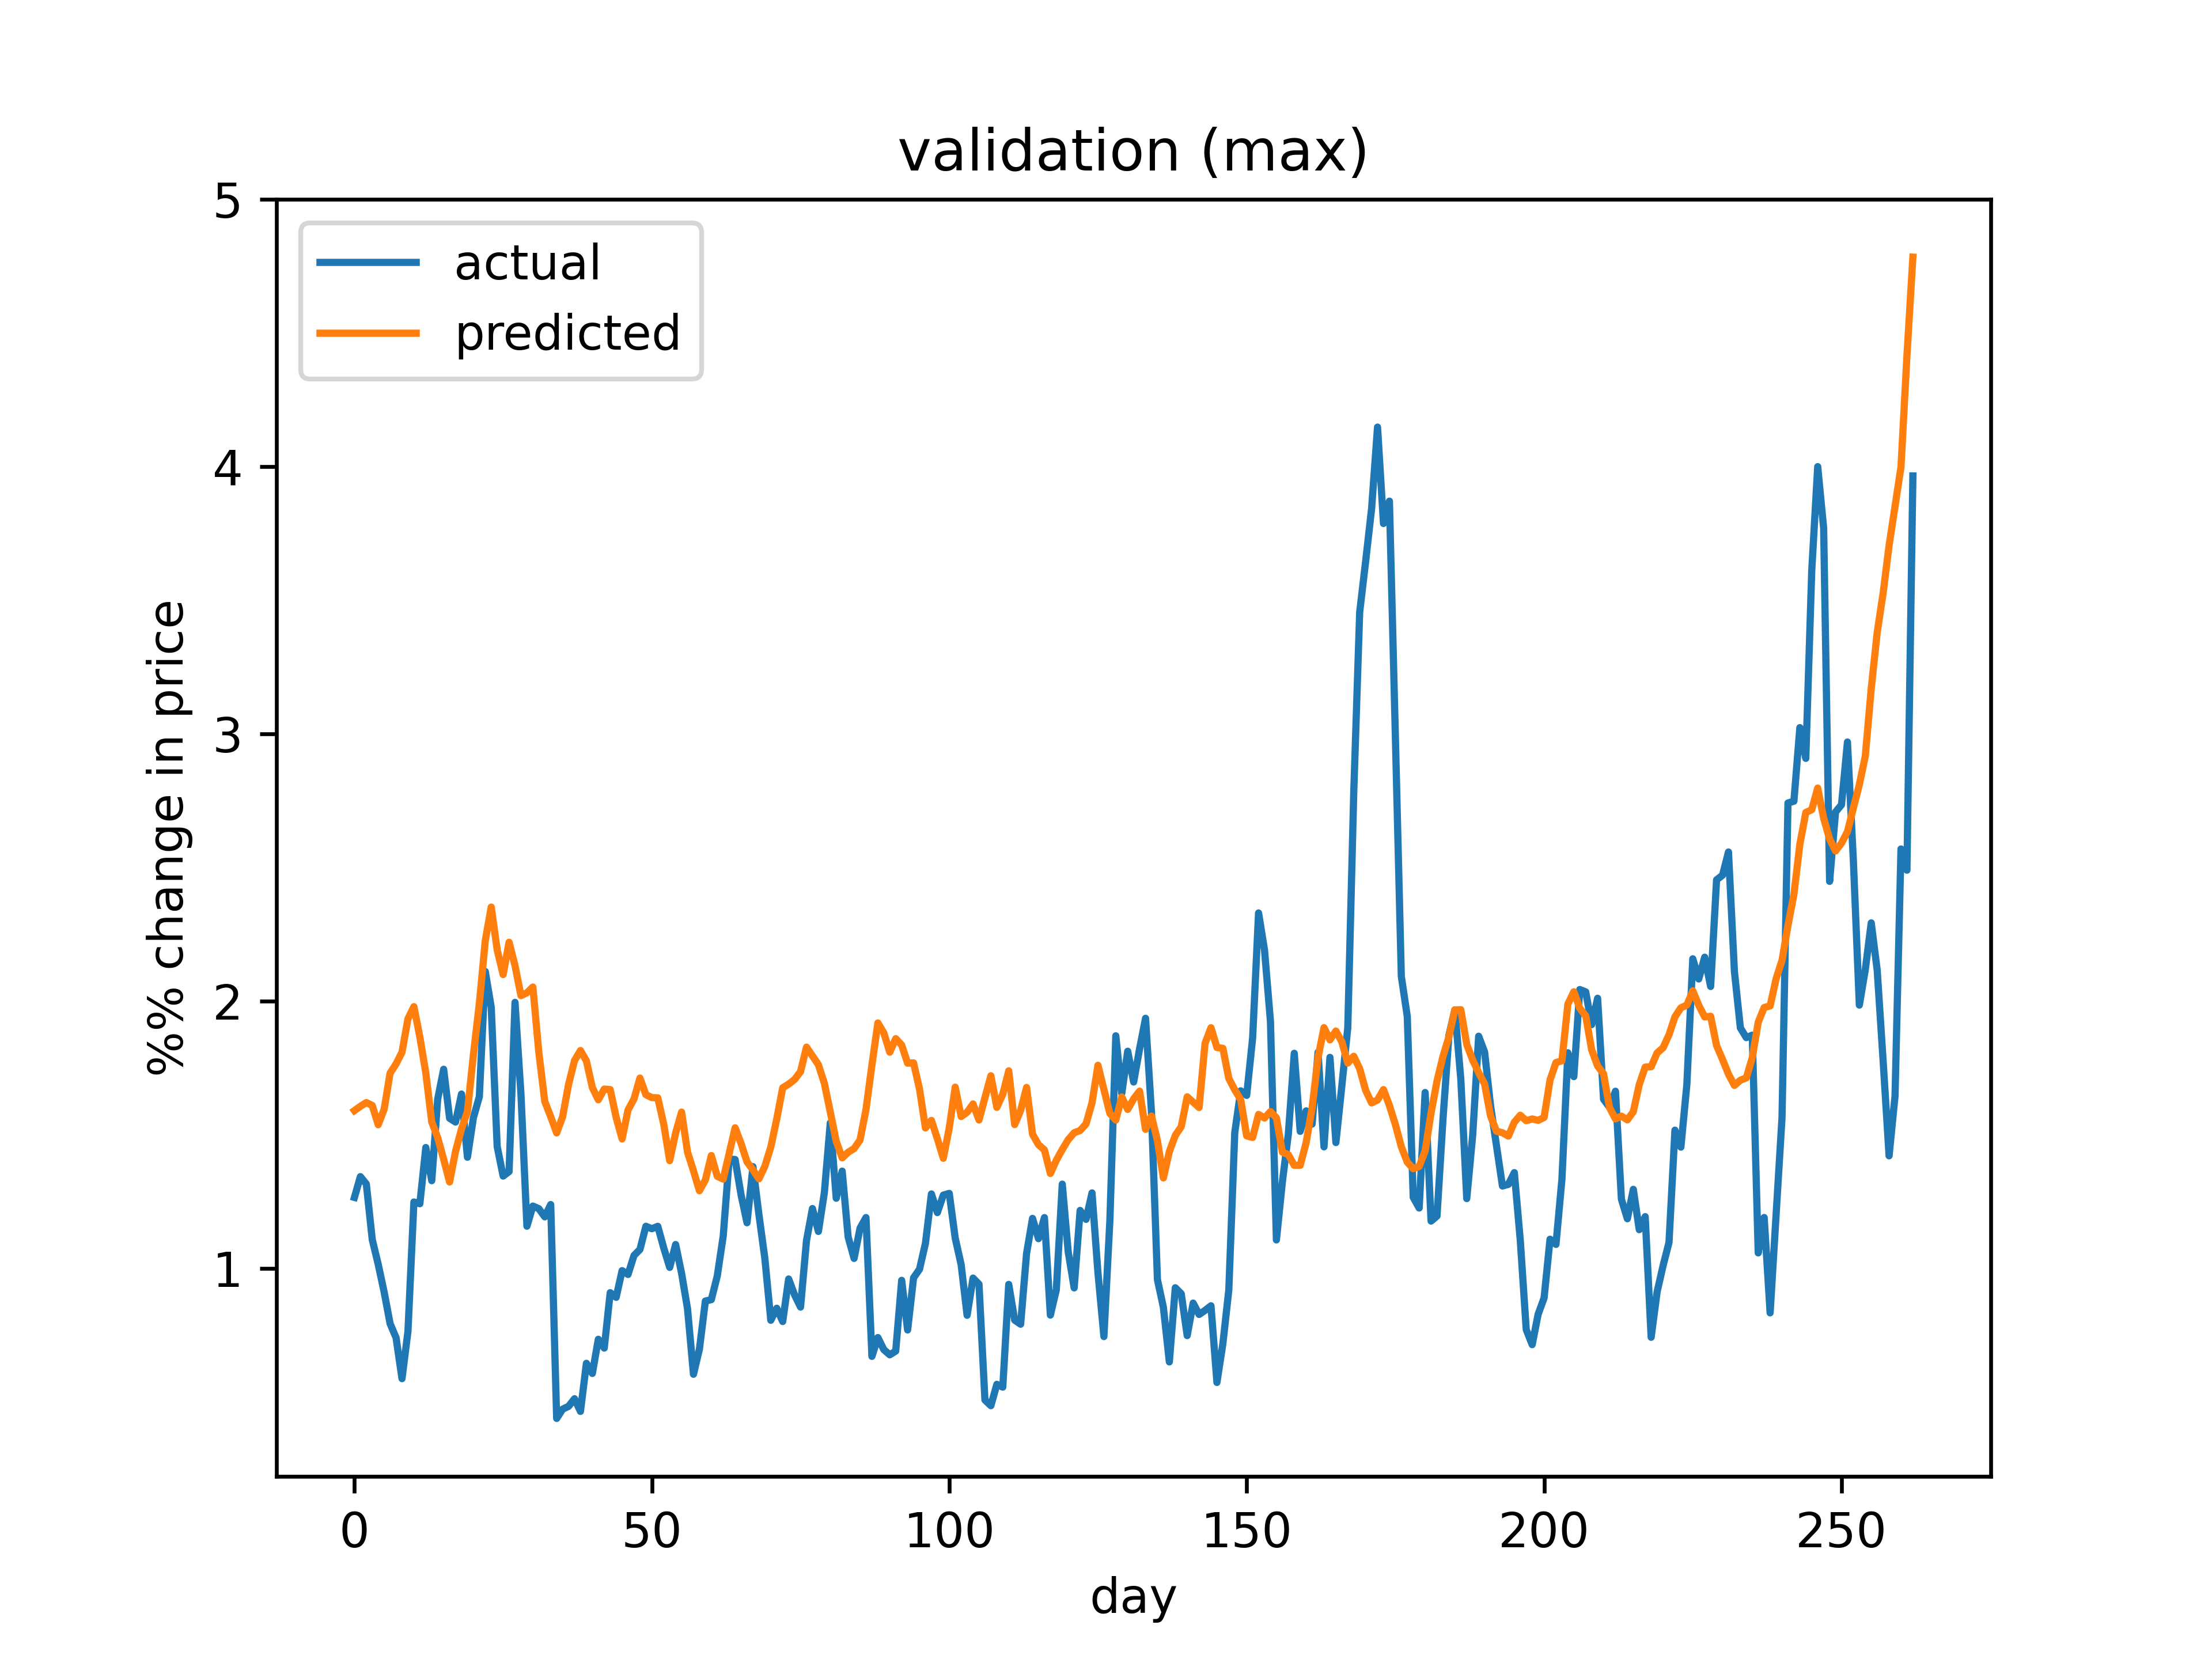 validation (max)
actual
predicted
%% change in price
5
4
3
2
1
0 50 100 150 200 250
day